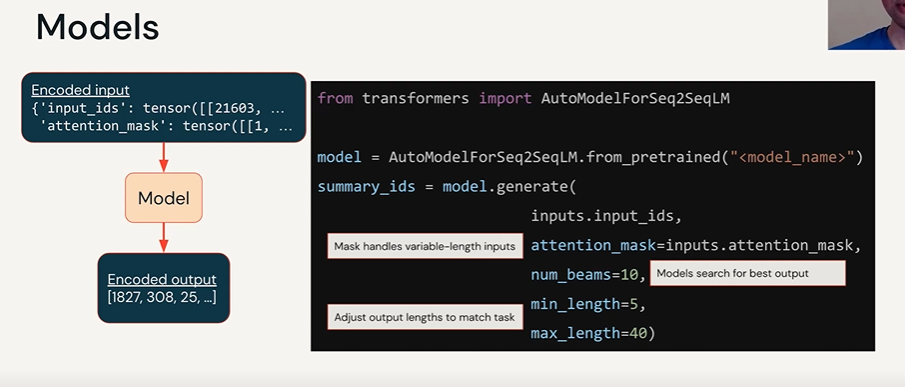 Models
Encoded input
{'input_ids': tensor([[21603, ...
'attention_mask': tensor([[1, ...
Model
Encoded output
[1827, 308, 25, ...]
from transformers import AutoModelForSeq2SeqLM
model = AutoModelForSeq2SeqLM.from_pretrained("<model_name>")
summary_ids = model.generate(
inputs.input_ids,
Mask handles variable-length inputs
attention_mask=inputs.attention_mask,
num_beams=10,
Models search for best output
min_length=5,
Adjust output lengths to match task
max_length=40)